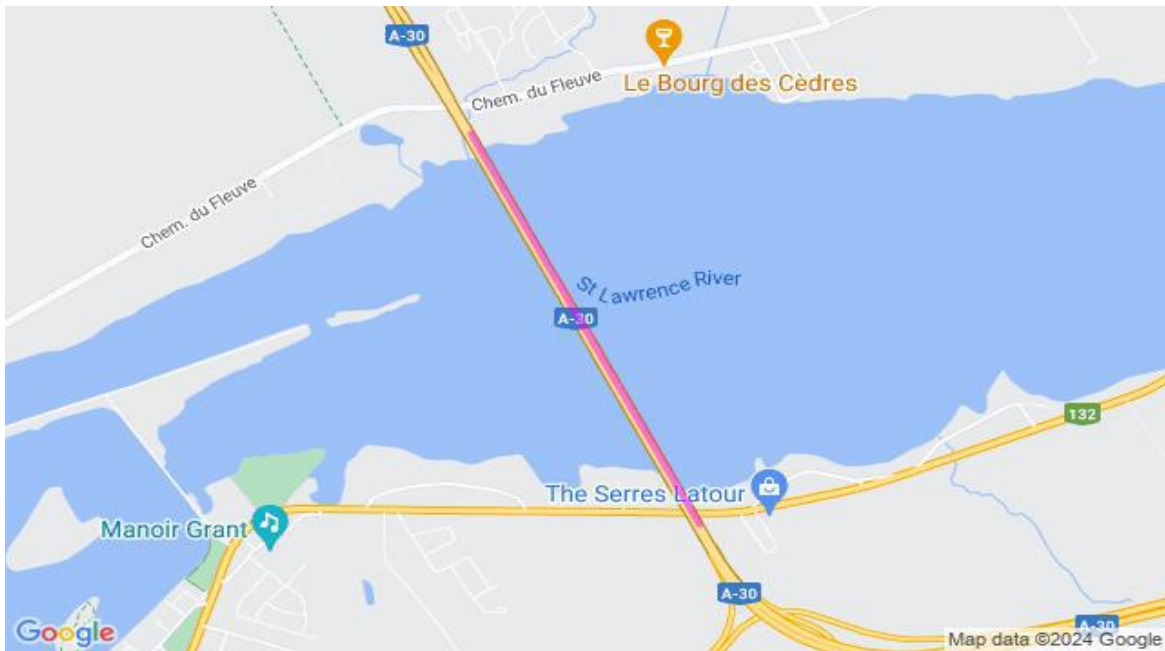 A-30
Le Bourg des Cèdres
Chem. du Fleuve
Chem. du Fleuve
St Lawrence River
A-30
132
The Serres Latour
Manoir Grant
A-30
A-30
Google
Map data ©2024 Google